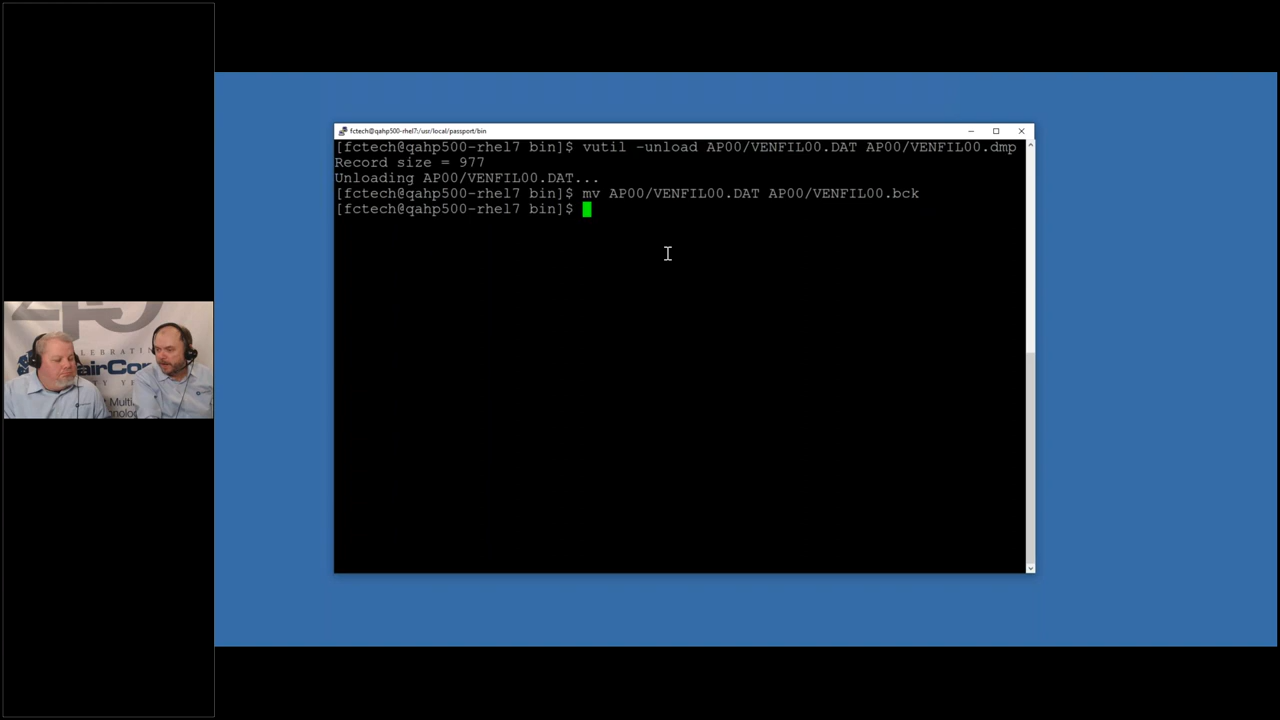 fctech@qahp500-rhel7:/usr/local/passport/bin
[fctech@qahp500-rhel7 bin]$ vutil -unload AP00/VENFIL00.DAT AP00/VENFIL00.dmp
Record size = 977
Unloading AP00/VENFIL00.DAT...
[fctech@qahp500-rhel7 bin]$ mv AP00/VENFIL00.DAT AP00/VENFIL00.bck
[fctech@qahp500-rhel7 bin]$